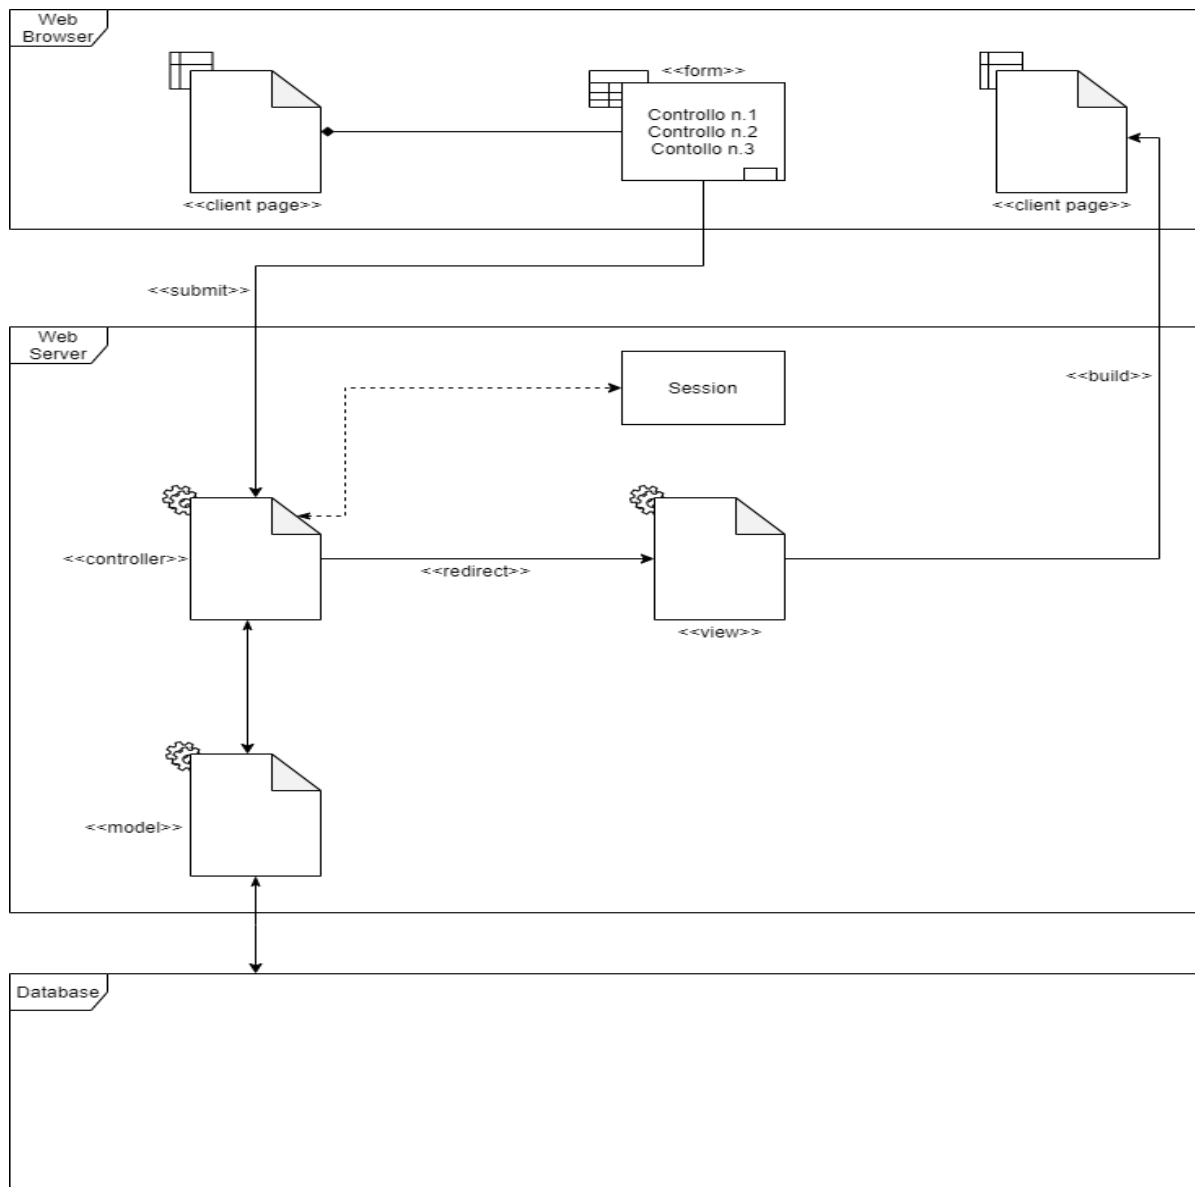 Web
Browser
<<form>>
Controllo n.1
Controllo n.2
Contollo n.3
<<client page>>
<<client page>>
<<submit>>
Web
Server
<<build>>
Session
<<controller>>
<<redirect>>
<<view>>
<<model>>
Database